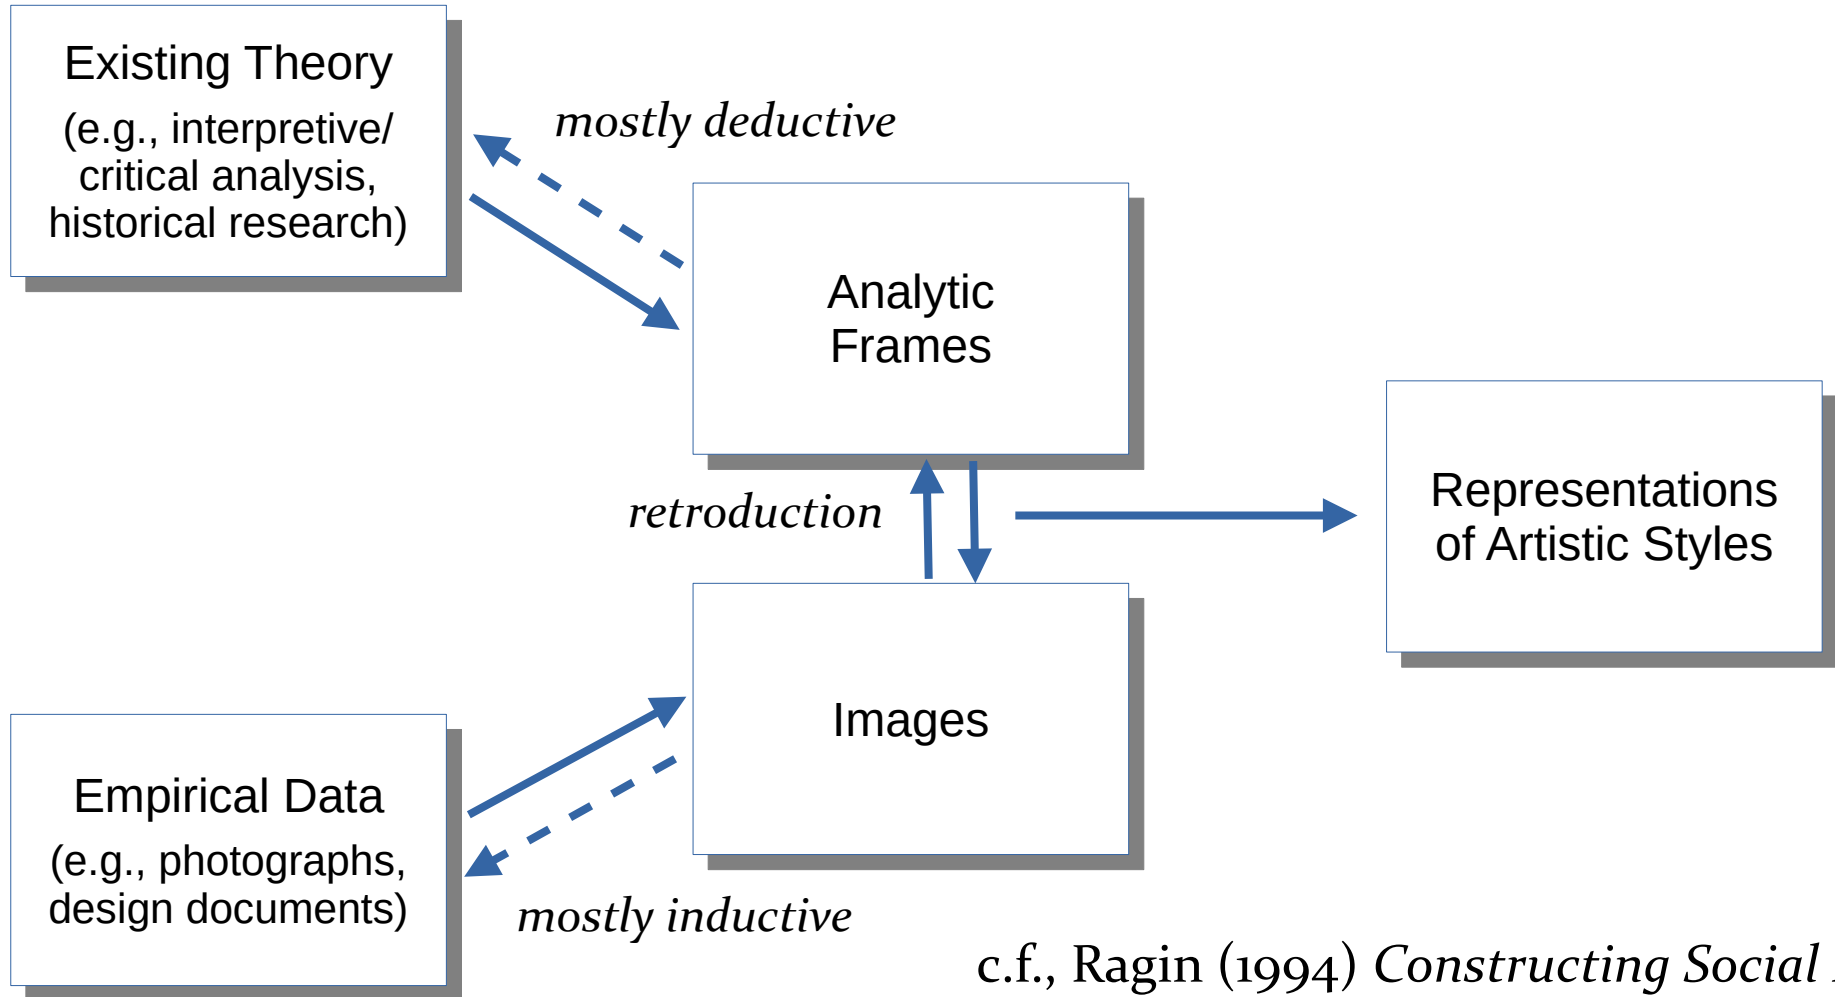 Existing Theory
(e.g., interpretive/
critical analysis,
historical research)
mostly deductive
Analytic
Frames
retroduction
Representations
of Artistic Styles
Images
Empirical Data
(e.g., photographs,
design documents)
mostly inductive
c.f., Ragin (1994) Constructing Social